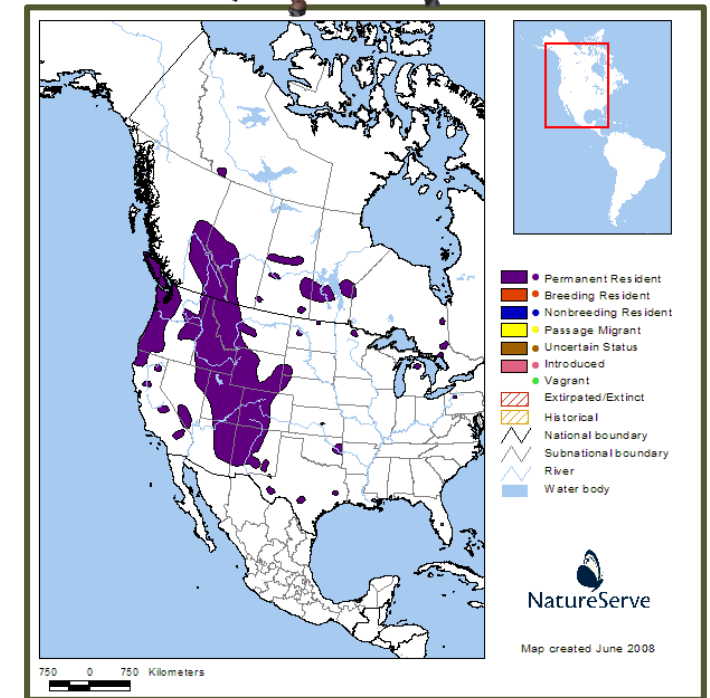 Permanent Resident
Breeding Resident
Nonbreeding Resident
Passage Migrant
Uncertain Status
Introduced
Vagrant
Extirpated/Extinct
Historical
National boundary
Subnational boundary
River
Water body
NatureServe
Map created June 2008
750 0 750 Kilometers